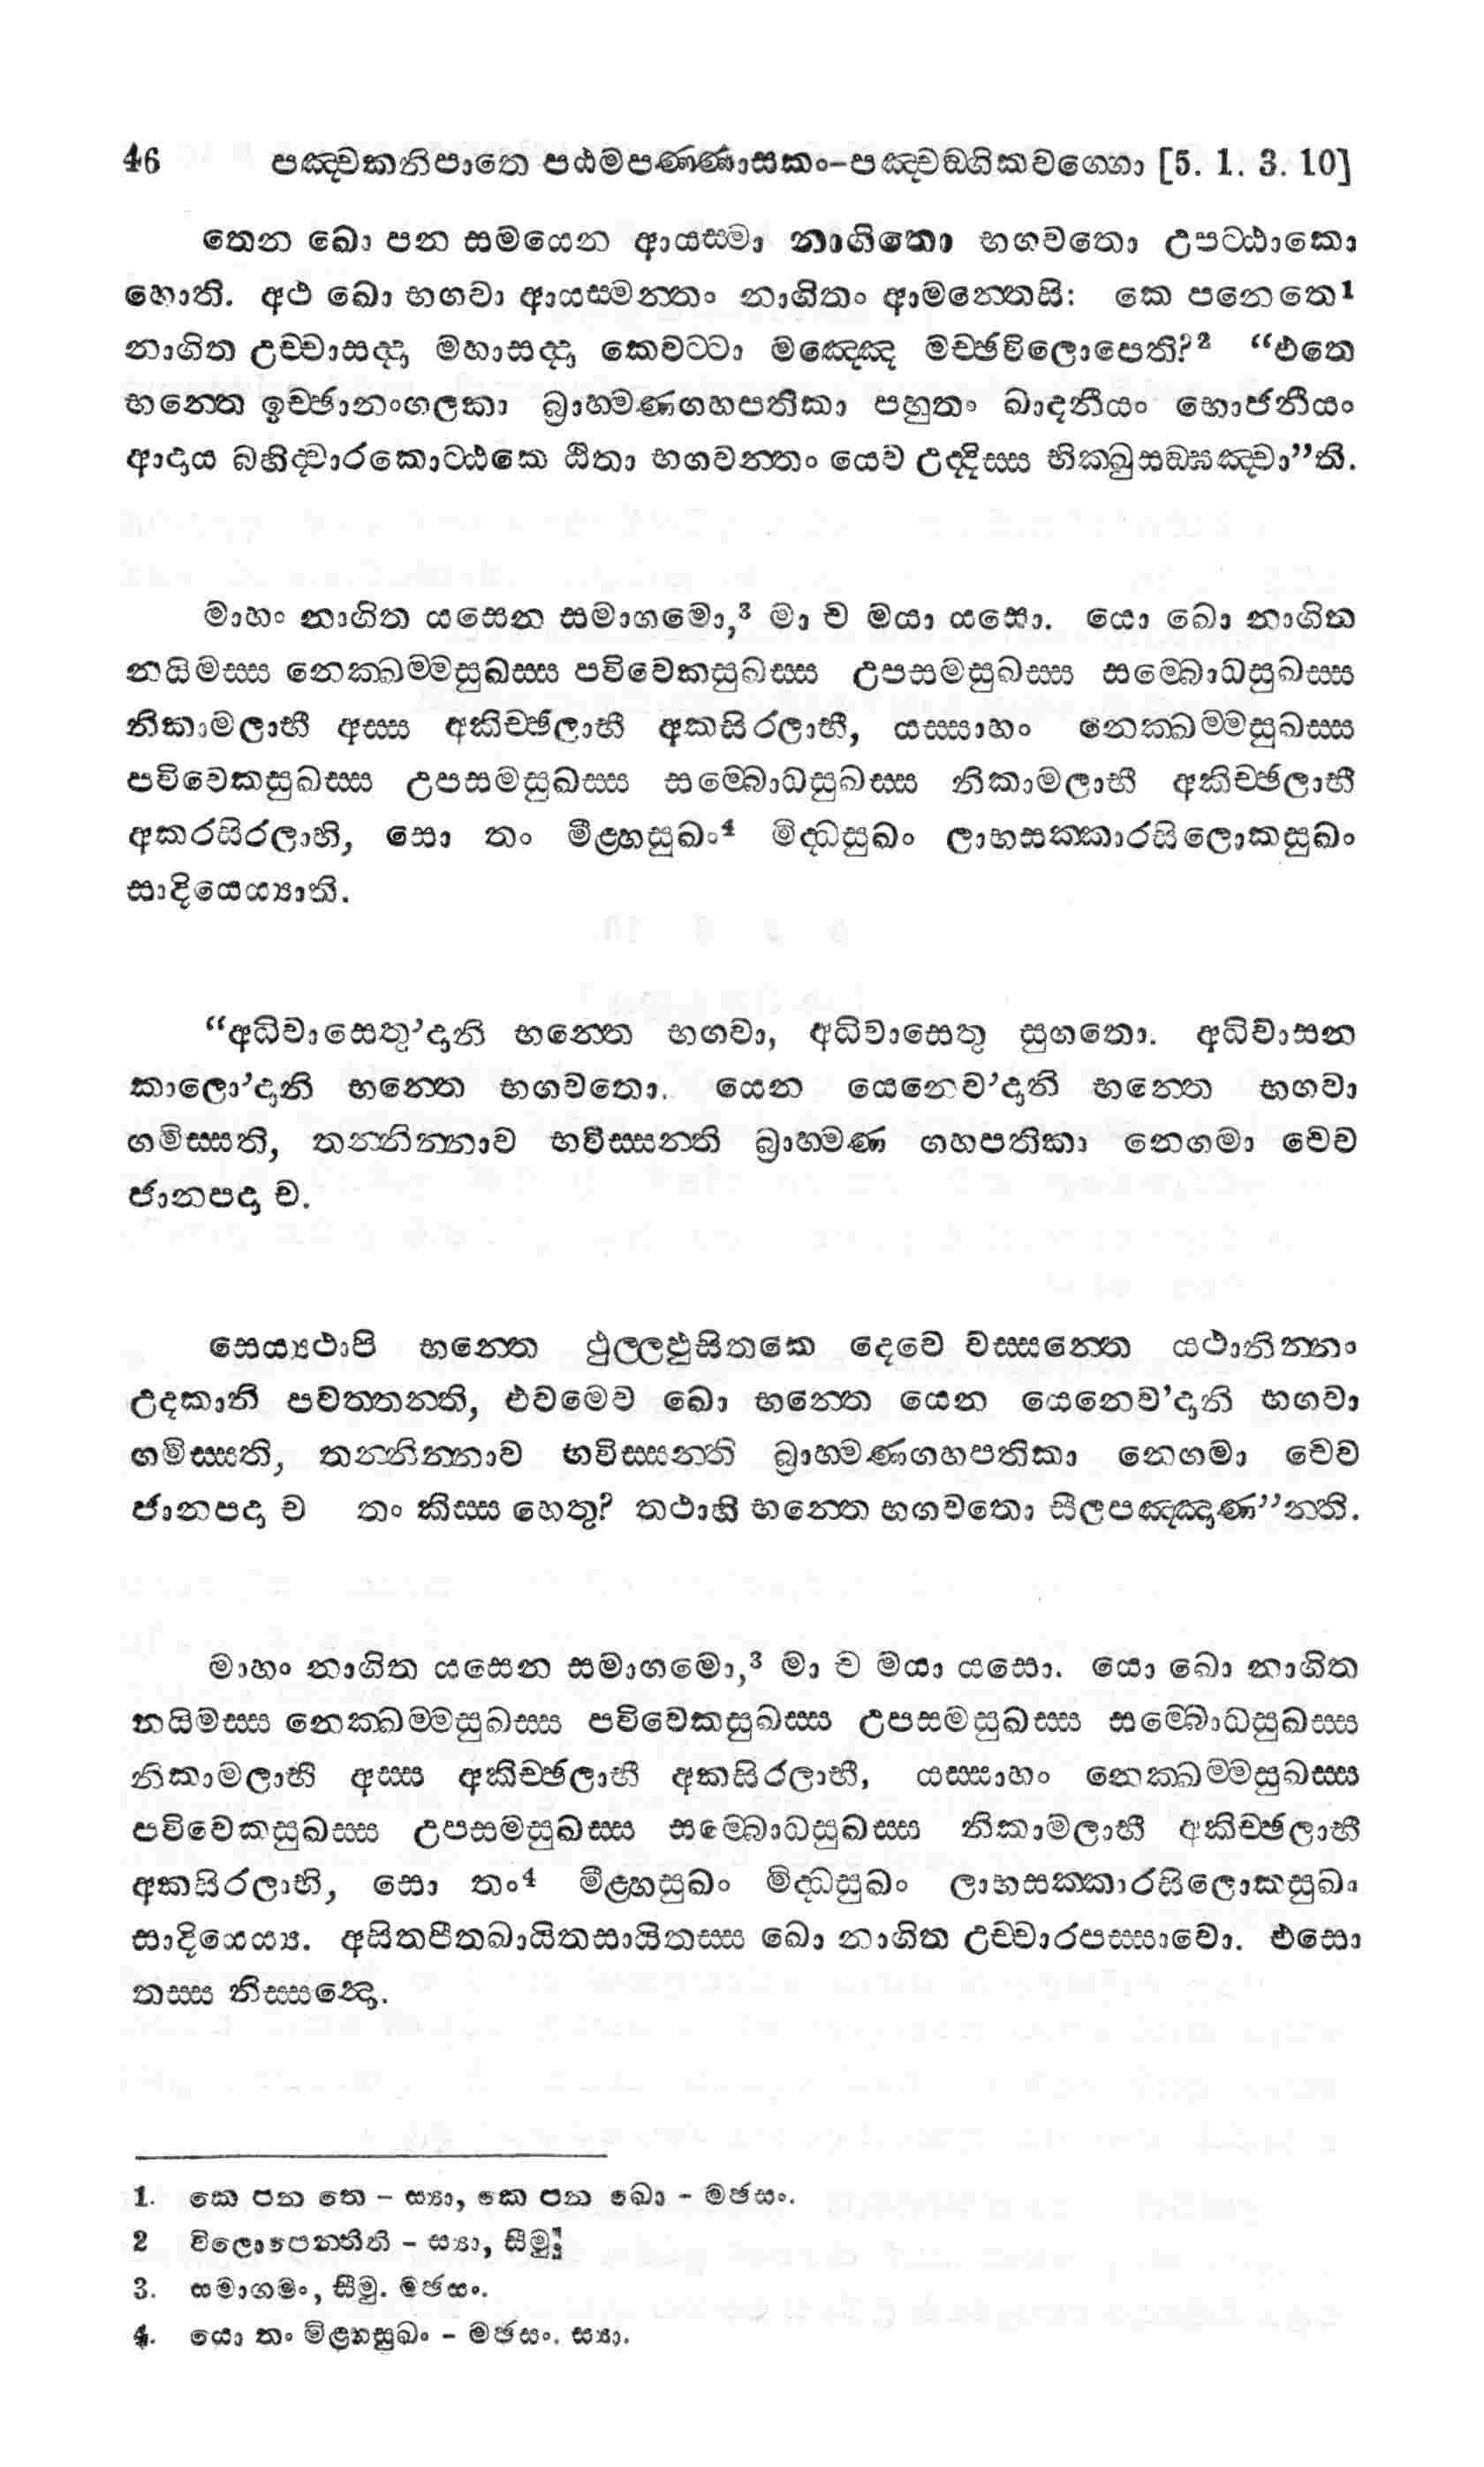 46 පඤ්චකනිපාතෙ පඨමපණ්ණාසකං-පඤ්චඞ්ගිකවග්ගො [5. 1. 3. 10]
තෙන ඛො පන සමයෙන ආයස්මා නාගිතො භගවතො උපට්ඨාකො
හොති. අථ ඛො භගවා ආයස්මන්තං නාගිතං ආමන්තෙසි: කෙ පනෙතෙ¹
නාගිත උච්චාසද්දා මහාසද්දා කෙවට්ටා මඤ්ඤෙ මච්ඡවිලොපෙති?² “එතෙ
භන්තෙ ඉච්ඡානංගලකා බ්‍රාහ්මණගහපතිකා පහුතං ඛාදනීයං භොජනීයං
ආදාය බහිද්වාරකොට්ඨකෙ ඨිතා භගවන්තං යෙව උද්දිස්ස භික්ඛුසඞ්ඝඤ්චා”ති.
මාහං නාගිත යසෙන සමාගමො,³ මා ච මයා යසො. යො ඛො නාගිත
නයිමස්ස නෙක්ඛම්මසුඛස්ස පවිවෙකසුඛස්ස උපසමසුඛස්ස සම්බොධසුඛස්ස
නිකාමලාභී අස්ස අකිච්ඡලාභී අකසිරලාභී, යස්සාහං නෙක්ඛම්මසුඛස්ස
පවිවෙකසුඛස්ස උපසමසුඛස්ස සම්බොධසුඛස්ස නිකාමලාභී අකිච්ඡලාභී
අකරසිරලාභි, සො තං මීළ්හසුඛං⁴ මිද්ධසුඛං ලාභසක්කාරසිලොකසුඛං
සාදියෙය්‍යාති.
“අධිවාසෙතු’දානි භන්තෙ භගවා, අධිවාසෙතු සුගතො. අධිවාසන
කාලො’දානි භන්තෙ භගවතො. යෙන යෙනෙව’දානි භන්තෙ භගවා
ගමිස්සති, තන්නින්නාව භවිස්සන්ති බ්‍රාහ්මණ ගහපතිකා නෙගමා චෙව
ජානපදා ච.
සෙය්‍යථාපි භන්තෙ ථුල්ලඵුසිතකෙ දෙවෙ වස්සන්තෙ යථානින්නං
උදකානි පවත්තන්ති, එවමෙව ඛො භන්තෙ යෙන යෙනෙව’දානි භගවා
ගමිස්සති, තන්නින්නාව භවිස්සන්ති බ්‍රාහ්මණගහපතිකා නෙගමා චෙව
ජානපදා ච තං කිස්ස හෙතු? තථාහි භන්තෙ භගවතො සීලපඤ්ඤාණ”න්ති.
මාහං නාගිත යසෙන සමාගමො,³ මා ච මයා යසො. යො ඛො නාගිත
නයිමස්ස නෙක්ඛම්මසුඛස්ස පවිවෙකසුඛස්ස උපසමසුඛස්ස සම්බොධසුඛස්ස
නිකාමලාභි අස්ස අකිච්ඡලාභී අකසිරලාභී, යස්සාහං නෙක්ඛම්මසුඛස්ස
පවිවෙකසුඛස්ස උපසමසුඛස්ස සම්බොධසුඛස්ස නිකාමලාභී අකිච්ඡලාභී
අකසිරලාභි, සො තං⁴ මීළ්හසුඛං මිද්ධසුඛං ලාභසක්කාරසිලොකසුඛං
සාදියෙය්‍ය. අසිතපීතඛායිතසායිතස්ස ඛො නාගිත උච්චාරපස්සාවො. එසො
තස්ස නිස්සන්දො.
1. කෙ පන තෙ - ස්‍යා, කෙ පන ඛො - මජසං.
2 විලොපෙන්තීති - ස්‍යා, සීමු
3. සමාගමං, සීමු. මජසං.
4. යො තං මිළ්හසුඛං - මජසං. ස්‍යා.